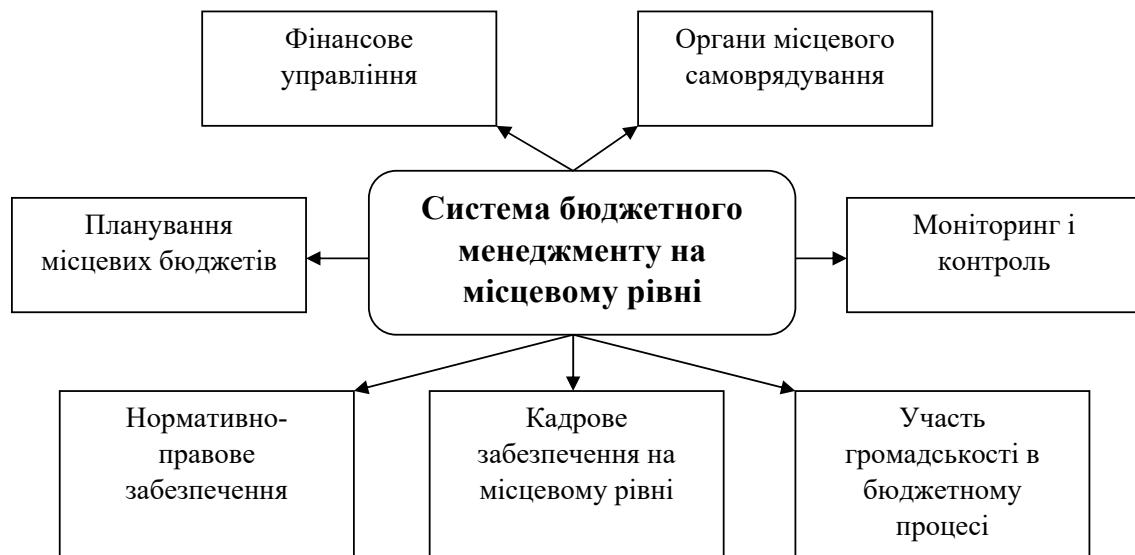 Фінансове
управління
Органи місцевого
самоврядування
Система бюджетного
менеджменту на
місцевому рівні
Планування
місцевих бюджетів
Моніторинг і
контроль
Нормативно-
правове
забезпечення
Кадрове
забезпечення на
місцевому рівні
Участь
громадськості в
бюджетному
процесі